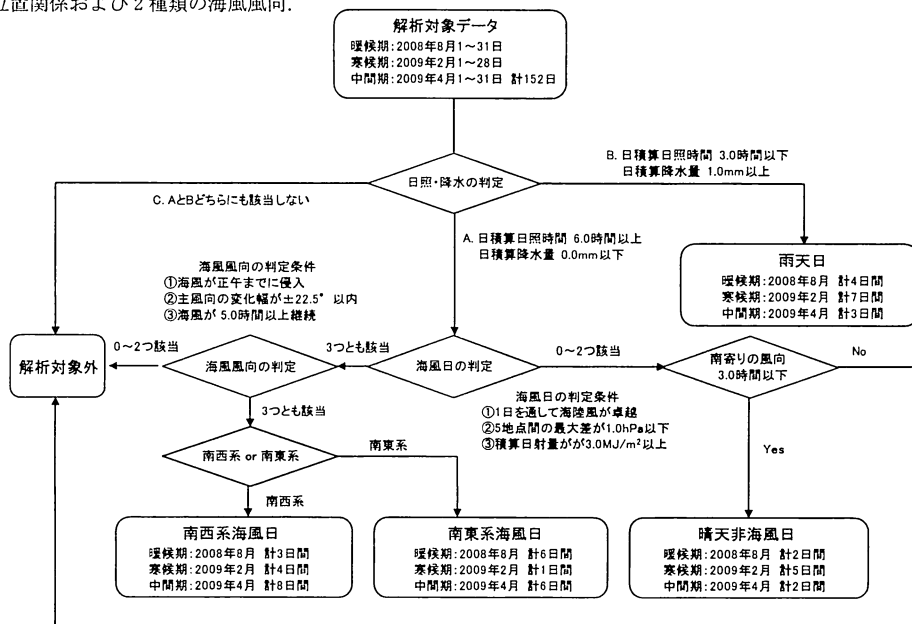 位置関係および2種類の海風風向.
解析対象データ
暖候期:2008年8月1~31日
寒候期:2009年2月1~28日
中間期:2009年4月1~31日 計152日
日照・降水の判定
B. 日積算日照時間 3.0時間以下
日積算降水量 1.0mm以上
C. AとBどちらにも該当しない
A. 日積算日照時間 6.0時間以上
日積算降水量 0.0mm以下
雨天日
暖候期:2008年8月 計4日間
寒候期:2009年2月 計7日間
中間期:2009年4月 計3日間
海風風向の判定条件
①海風が正午までに侵入
②主風向の変化幅が±22.5° 以内
③海風が 5.0時間以上継続
解析対象外
0~2つ該当
海風風向の判定
3つとも該当
海風日の判定
0~2つ該当
南寄りの風向
3.0時間以下
No
海風日の判定条件
①1日を通して海陸風が卓越
②5地点間の最大差が1.0hPa以下
③積算日射量がが3.0MJ/m²以上
3つとも該当
南西系 or 南東系
南東系
南西系
Yes
南西系海風日
暖候期:2008年8月 計3日間
寒候期:2009年2月 計4日間
中間期:2009年4月 計8日間
南東系海風日
暖候期:2008年8月 計6日間
寒候期:2009年2月 計1日間
中間期:2009年4月 計6日間
晴天非海風日
暖候期:2008年8月 計2日間
寒候期:2009年2月 計5日間
中間期:2009年4月 計2日間